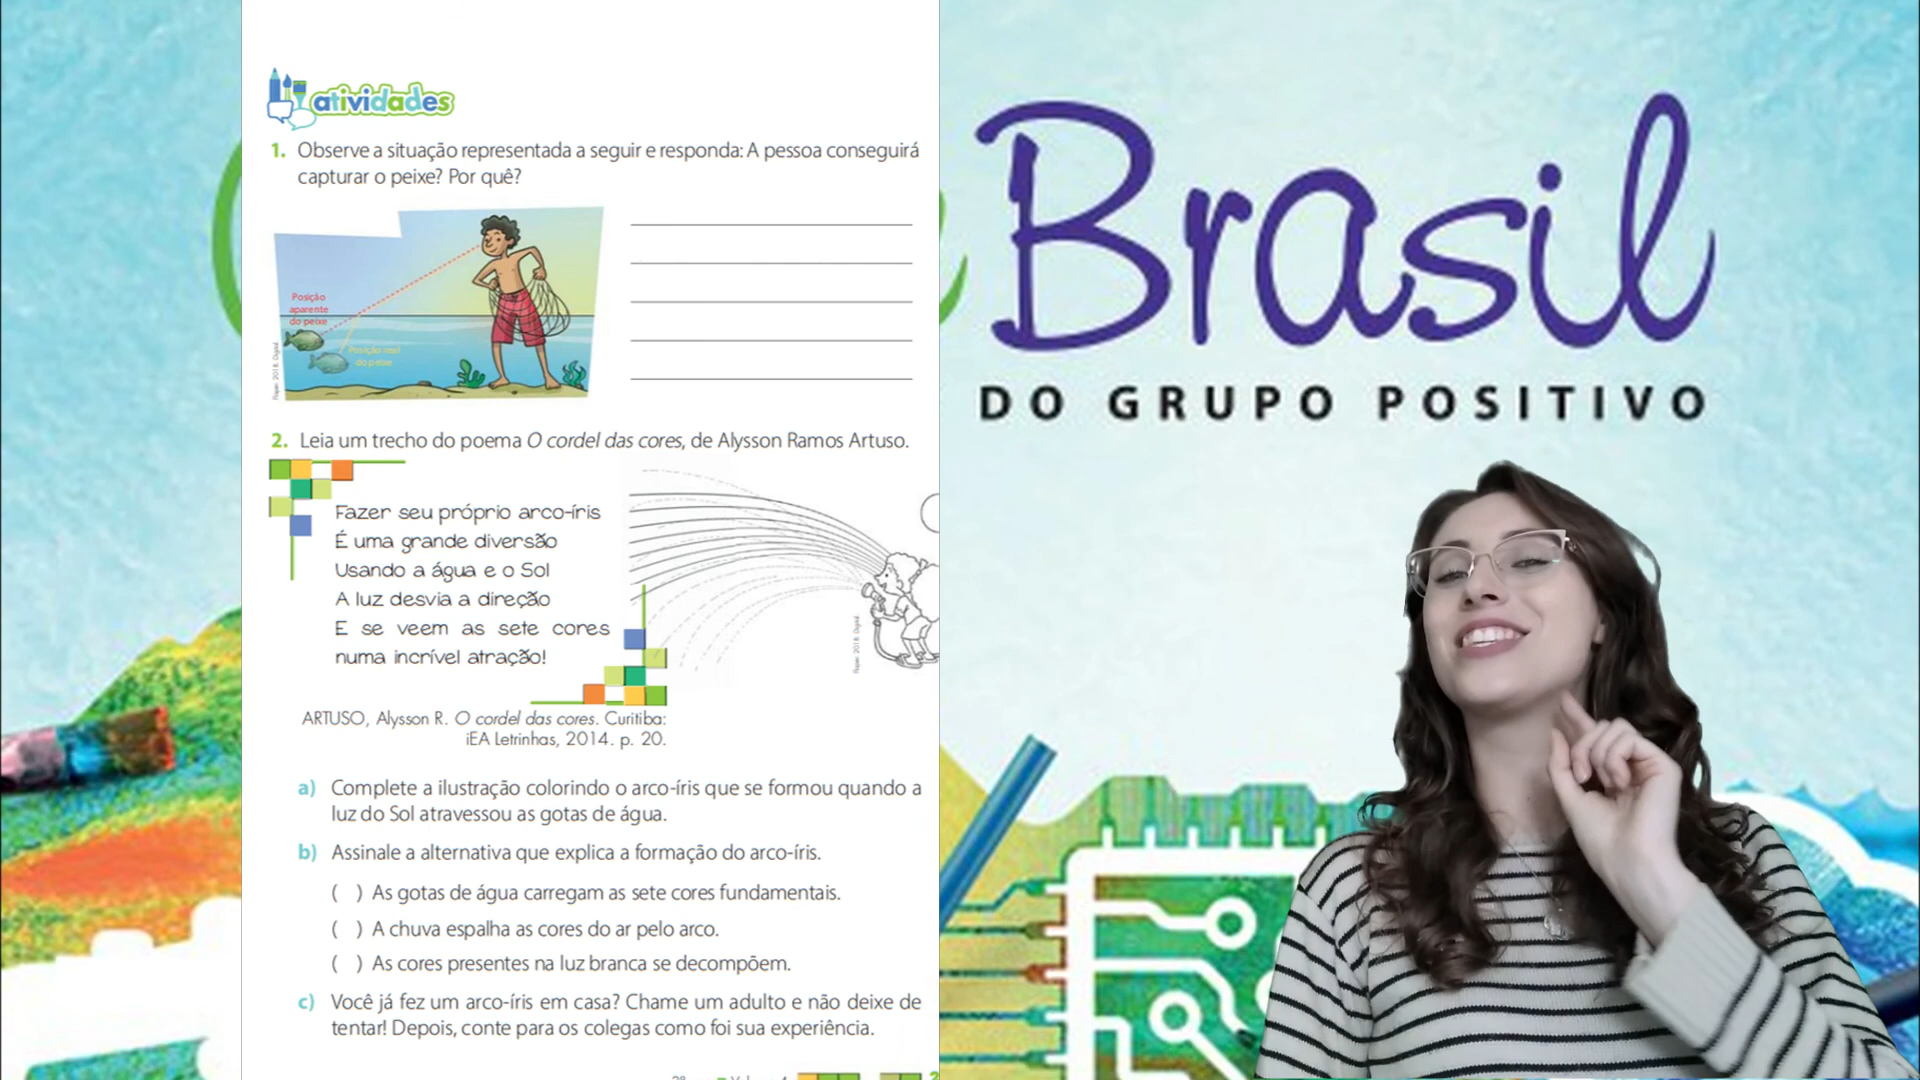 atividades
1. Observe a situação representada a seguir e responda: A pessoa conseguirá
capturar o peixe? Por quê?
Posição
aparente
do peixe
Posição real
do peixe
2. Leia um trecho do poema O cordel das cores, de Alysson Ramos Artuso.
Fazer seu próprio arco-íris
É uma grande diversão
Usando a água e o Sol
A luz desvia a direção
E se veem as sete cores
numa incrível atração!
ARTUSO, Alysson R. O cordel das cores. Curitiba:
iEA Letrinhas, 2014. p. 20.
a) Complete a ilustração colorindo o arco-íris que se formou quando a
luz do Sol atravessou as gotas de água.
b) Assinale a alternativa que explica a formação do arco-íris.
( ) As gotas de água carregam as sete cores fundamentais.
( ) A chuva espalha as cores do ar pelo arco.
( ) As cores presentes na luz branca se decompõem.
c) Você já fez um arco-íris em casa? Chame um adulto e não deixe de
tentar! Depois, conte para os colegas como foi sua experiência.
Brasil
DO GRUPO POSITIVO